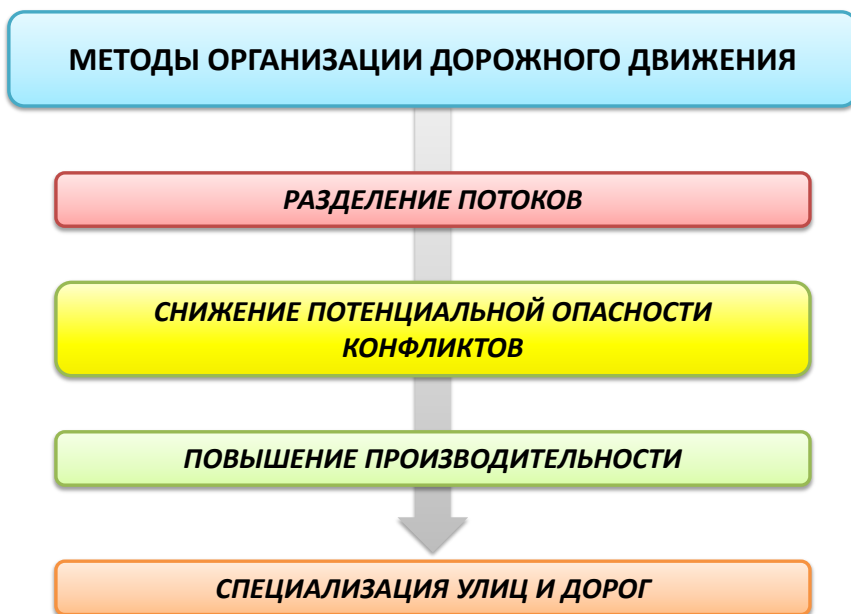 МЕТОДЫ ОРГАНИЗАЦИИ ДОРОЖНОГО ДВИЖЕНИЯ
РАЗДЕЛЕНИЕ ПОТОКОВ
СНИЖЕНИЕ ПОТЕНЦИАЛЬНОЙ ОПАСНОСТИ
КОНФЛИКТОВ
ПОВЫШЕНИЕ ПРОИЗВОДИТЕЛЬНОСТИ
СПЕЦИАЛИЗАЦИЯ УЛИЦ И ДОРОГ